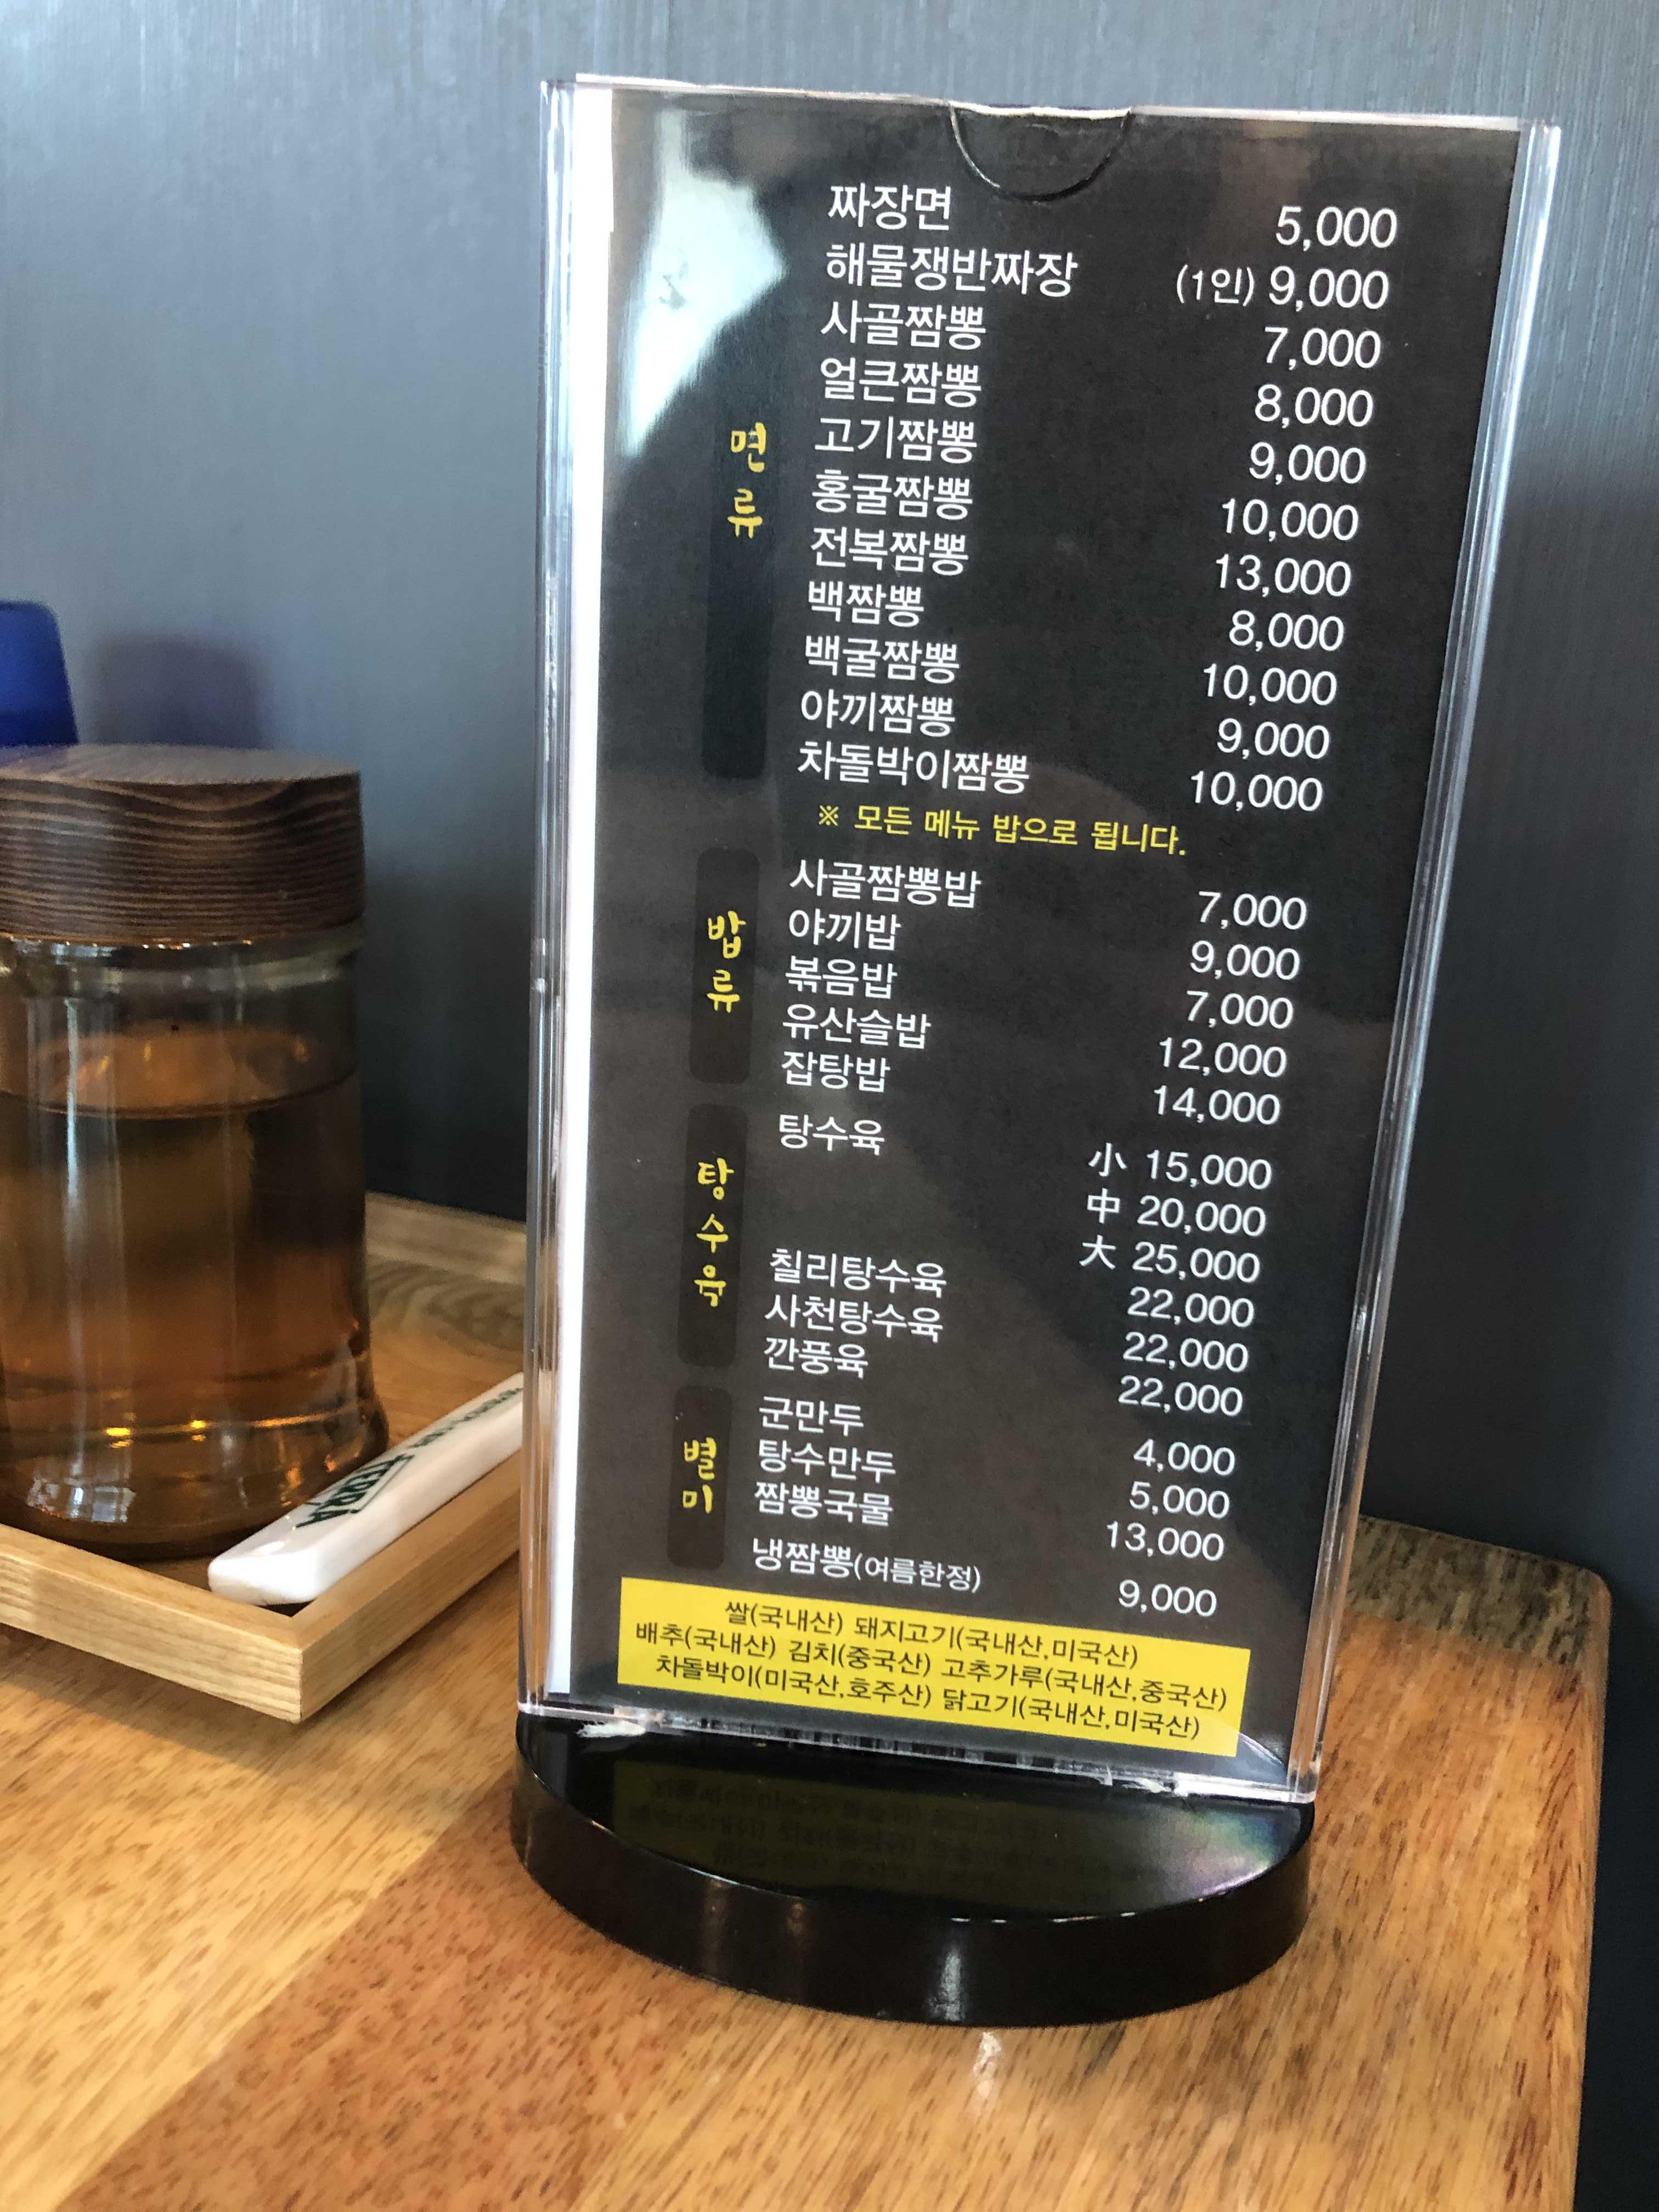 면류
짜장면 5,000
해물쟁반짜장 (1인) 9,000
사골짬뽕 7,000
얼큰짬뽕 8,000
고기짬뽕 9,000
홍굴짬뽕 10,000
전복짬뽕 13,000
백짬뽕 8,000
백굴짬뽕 10,000
야끼짬뽕 9,000
차돌박이짬뽕 10,000
※ 모든 메뉴 밥으로 됩니다.
밥류
사골짬뽕밥 7,000
야끼밥 9,000
볶음밥 7,000
유산슬밥 12,000
잡탕밥 14,000
탕수육
탕수육 小 15,000
中 20,000
大 25,000
칠리탕수육 22,000
사천탕수육 22,000
깐풍육 22,000
별미
군만두 4,000
탕수만두 5,000
짬뽕국물 13,000
냉짬뽕(여름한정) 9,000
쌀(국내산) 돼지고기(국내산,미국산)
배추(국내산) 김치(중국산) 고추가루(국내산,중국산)
차돌박이(미국산,호주산) 닭고기(국내산,미국산)
TERRA